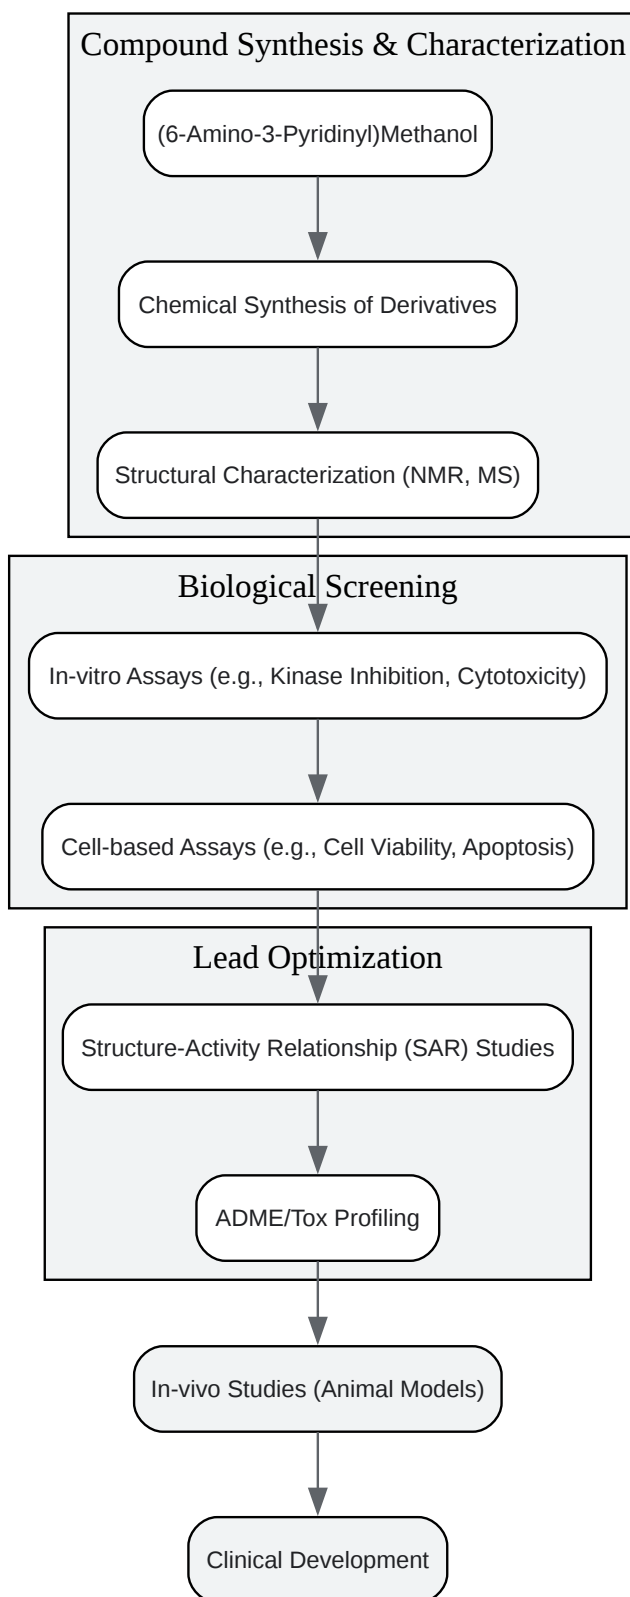 Compound Synthesis & Characterization
(6-Amino-3-Pyridinyl)Methanol
Chemical Synthesis of Derivatives
Structural Characterization (NMR, MS)
Biological Screening
In-vitro Assays (e.g., Kinase Inhibition, Cytotoxicity)
Cell-based Assays (e.g., Cell Viability, Apoptosis)
Lead Optimization
Structure-Activity Relationship (SAR) Studies
ADME/Tox Profiling
In-vivo Studies (Animal Models)
Clinical Development